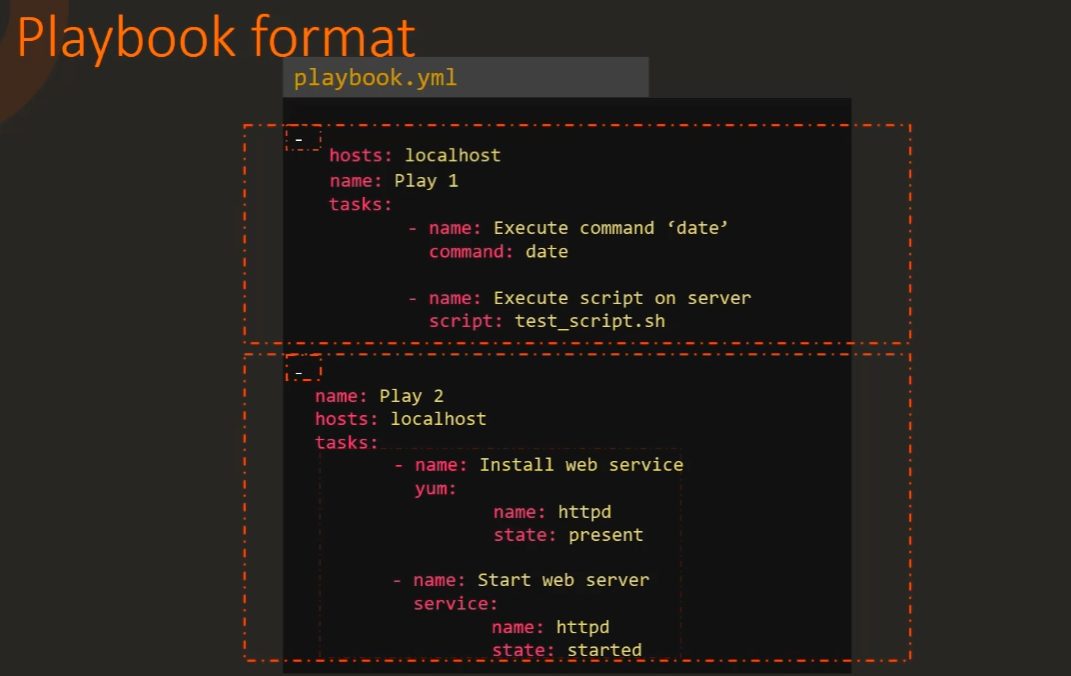 Playbook format
playbook.yml
-
hosts: localhost
name: Play 1
tasks:
- name: Execute command ‘date’
command: date
- name: Execute script on server
script: test_script.sh
-
name: Play 2
hosts: localhost
tasks:
- name: Install web service
yum:
name: httpd
state: present
- name: Start web server
service:
name: httpd
state: started